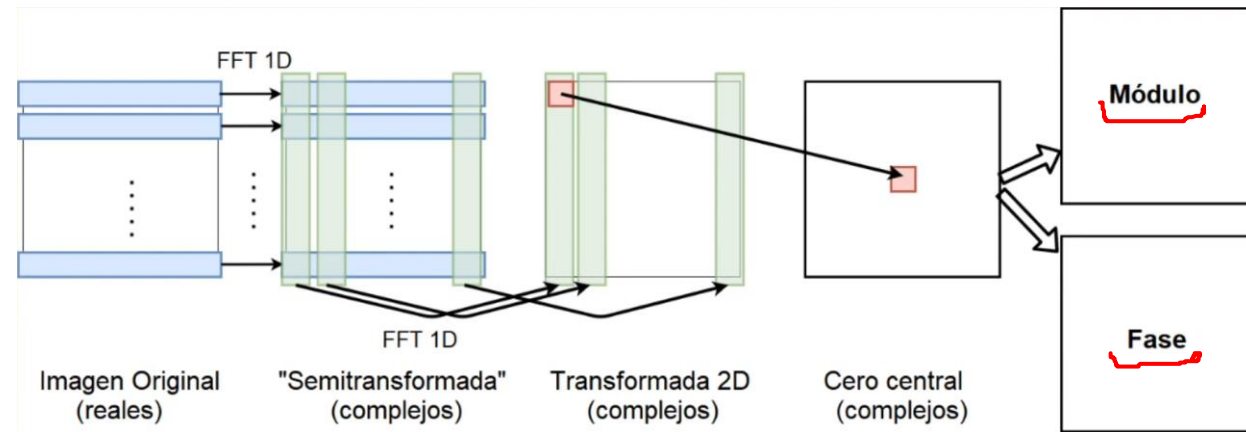 FFT 1D
Módulo
FFT 1D
Fase
Imagen Original
(reales)
"Semitransformada"
(complejos)
Transformada 2D
(complejos)
Cero central
(complejos)